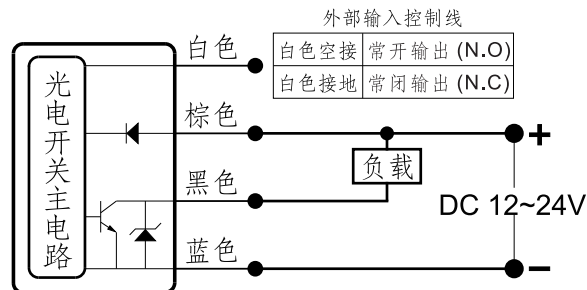 外部输入控制线
白色空接 常开输出 (N.O)
白色接地 常闭输出 (N.C)
白色
棕色
黑色
蓝色
光电开关主电路
负载
+
DC 12~24V
-